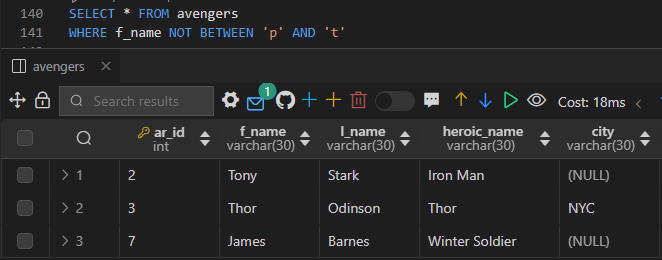 140 SELECT * FROM avengers
141 WHERE f_name NOT BETWEEN 'p' AND 't'
avengers
Search results 1 Cost: 18ms
ar_id f_name l_name heroic_name city
int varchar(30) varchar(30) varchar(30) varchar(30)
1 2 Tony Stark Iron Man (NULL)
2 3 Thor Odinson Thor NYC
3 7 James Barnes Winter Soldier (NULL)